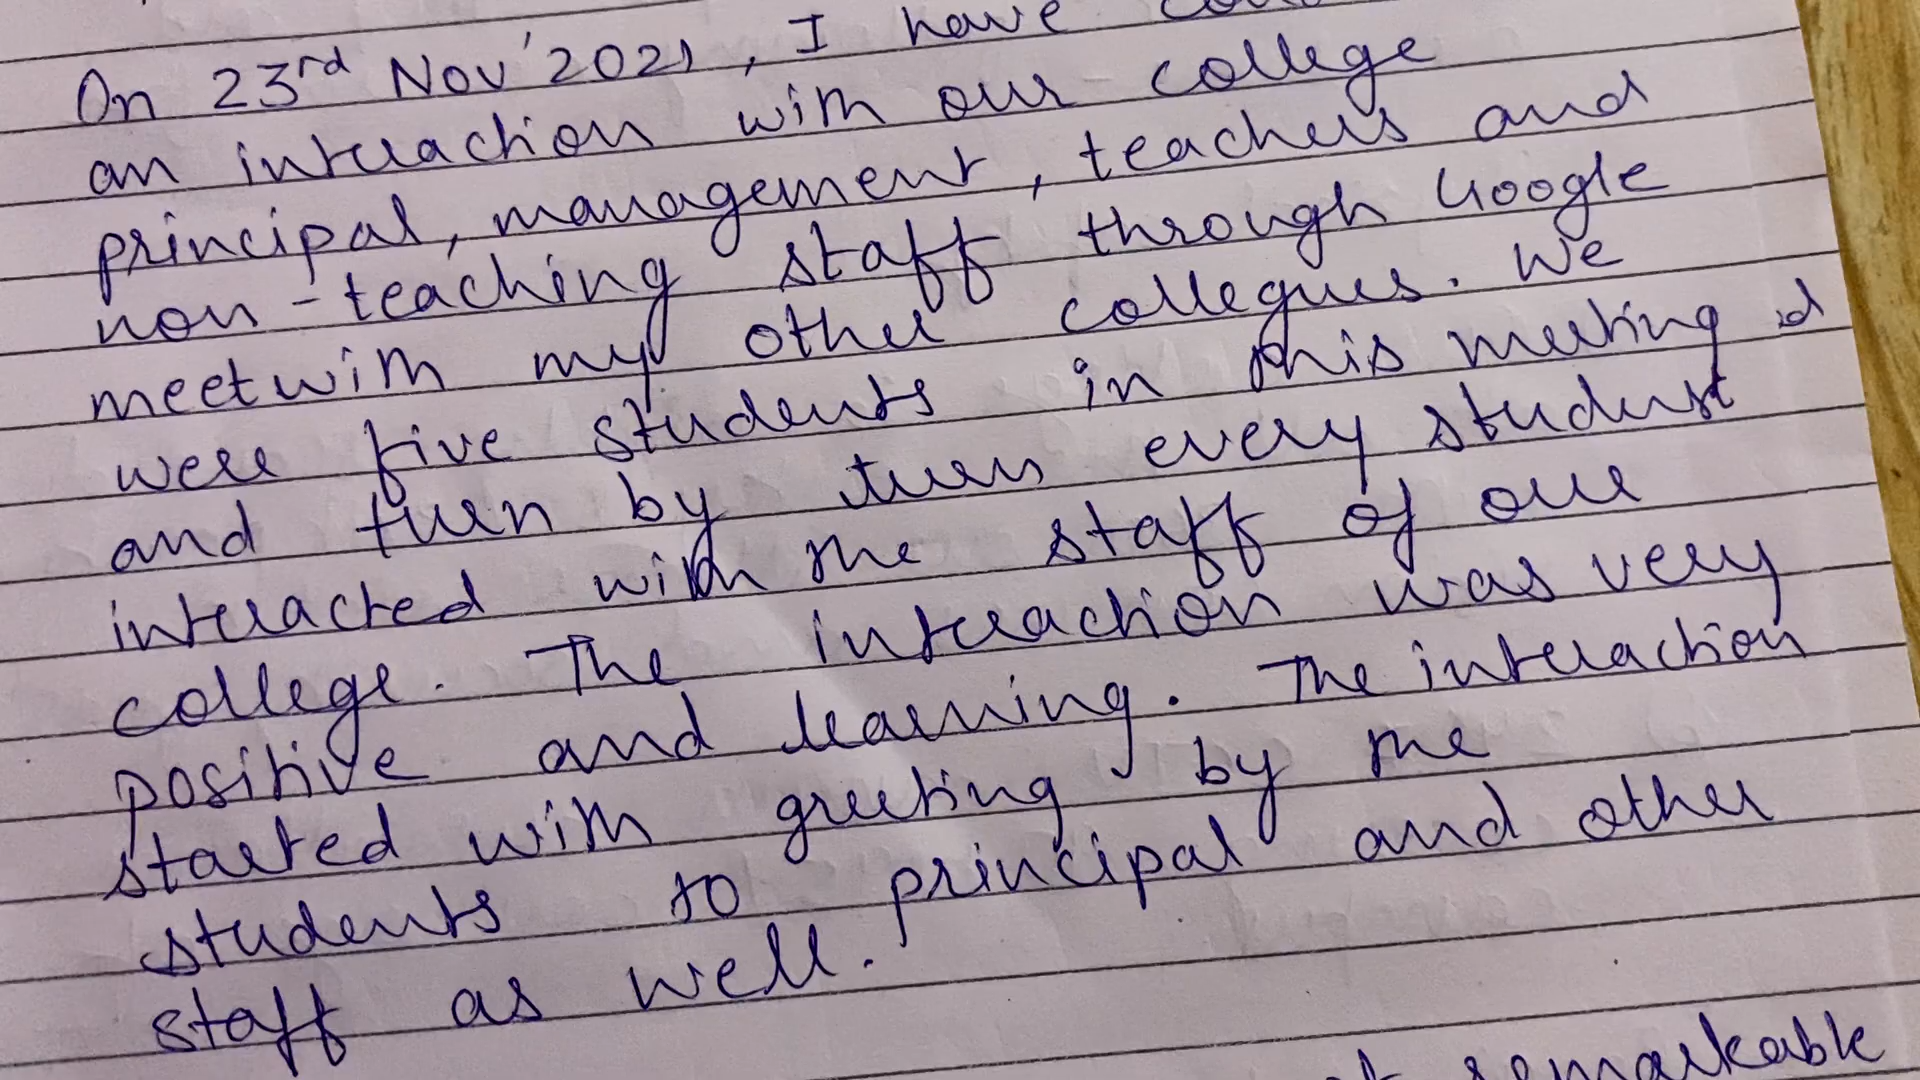 On 23rd Nov'2021, I have
an interaction with our college
principal, management, teachers and
non-teaching staff through Google
meet with my other collegues. We
were five students in this meeting
and turn by turn every student
interacted with the staff of our
college. The interaction was very
positive and learning. The interaction
started with greeting by the
students to principal and other
staff as well.
remarkable